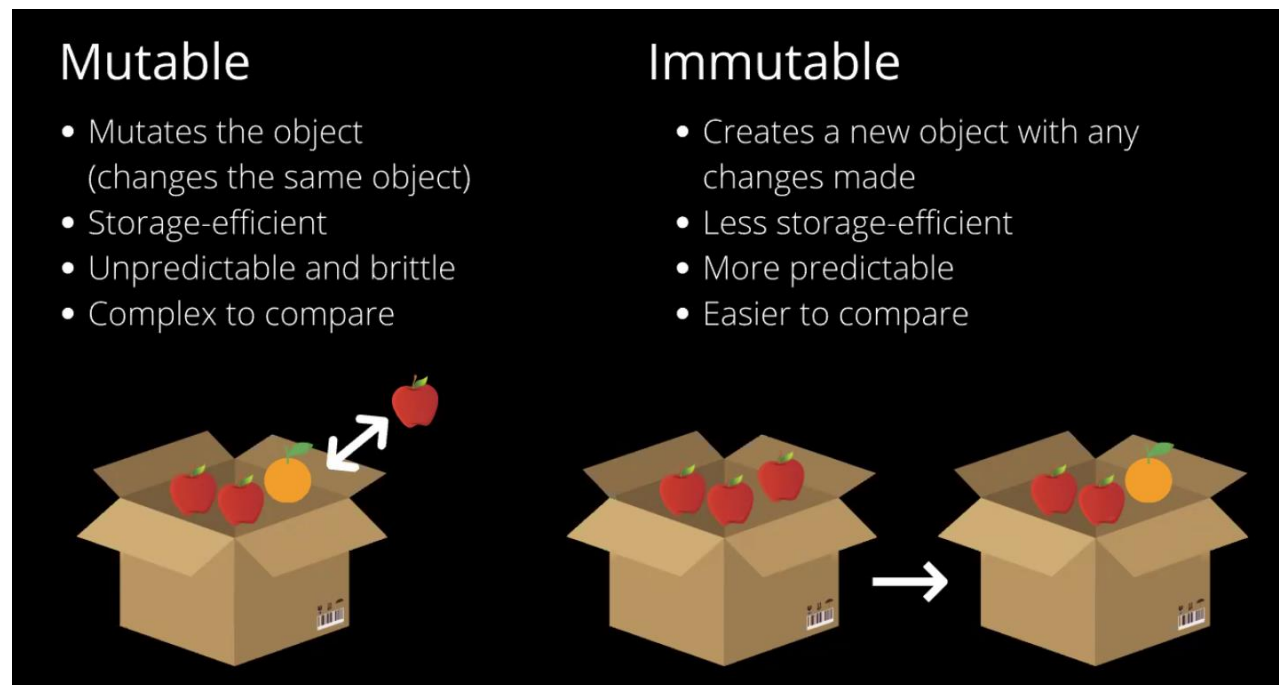 Mutable
• Mutates the object
(changes the same object)
• Storage-efficient
• Unpredictable and brittle
• Complex to compare
Immutable
• Creates a new object with any
changes made
• Less storage-efficient
• More predictable
• Easier to compare